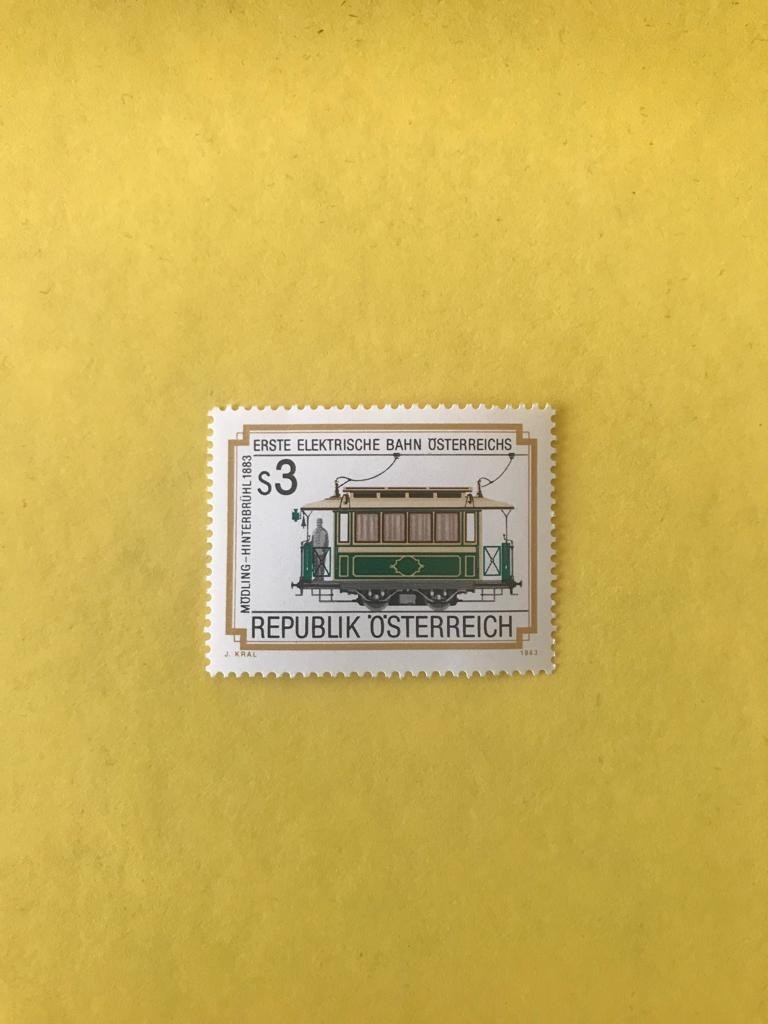 ERSTE ELEKTRISCHE BAHN ÖSTERREICHS
MÖDLING-HINTERBRÜHL 1883
S3
REPUBLIK ÖSTERREICH
J. KRAL
1983